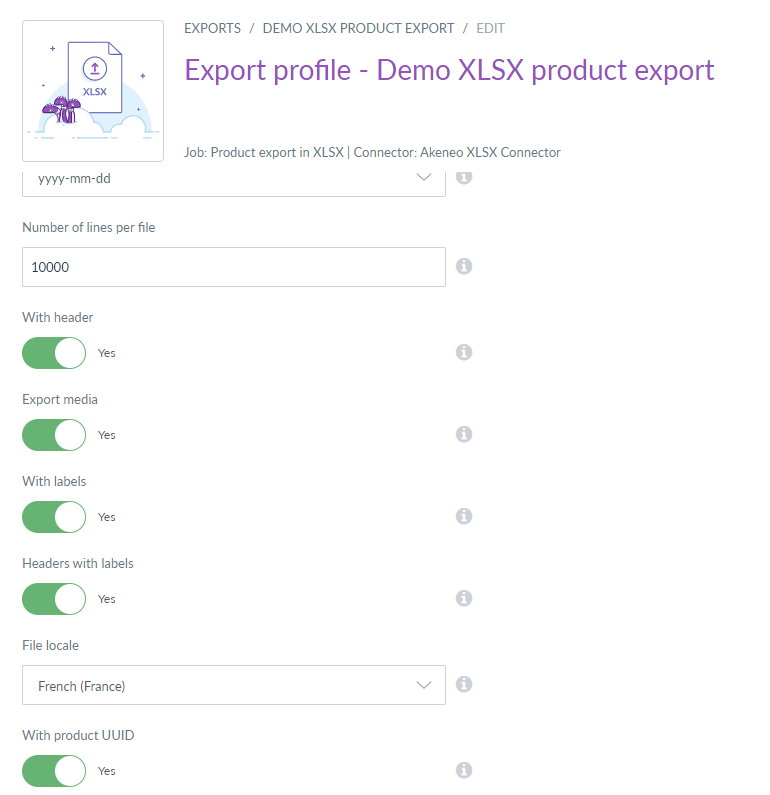 XLSX
EXPORTS / DEMO XLSX PRODUCT EXPORT / EDIT
Export profile - Demo XLSX product export
Job: Product export in XLSX | Connector: Akeneo XLSX Connector
yyyy-mm-dd
Number of lines per file
10000
With header
Yes
Export media
Yes
With labels
Yes
Headers with labels
Yes
File locale
French (France)
With product UUID
Yes